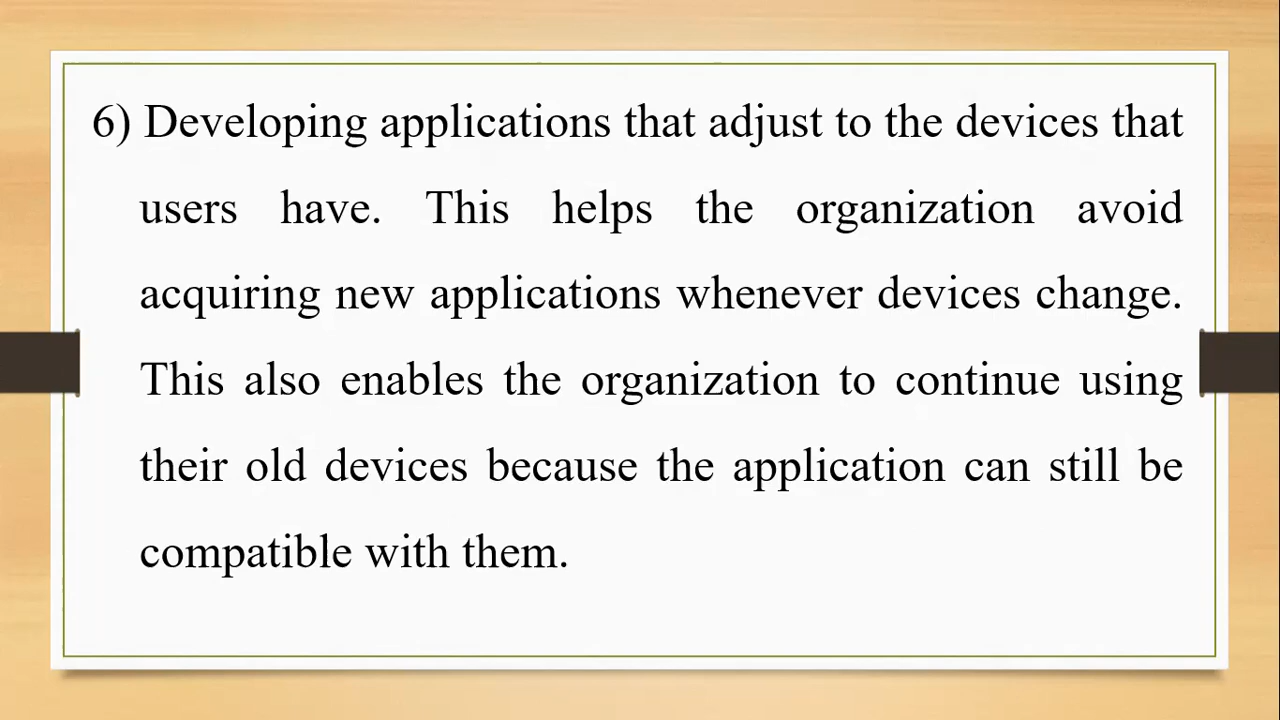 6) Developing applications that adjust to the devices that
users have. This helps the organization avoid
acquiring new applications whenever devices change.
This also enables the organization to continue using
their old devices because the application can still be
compatible with them.